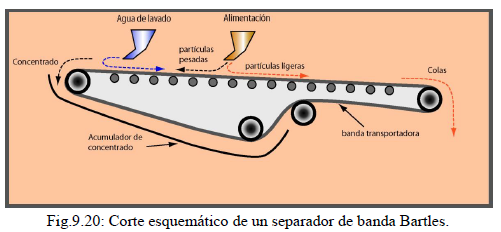 Agua de lavado
Alimentación
Concentrado
partículas
pesadas
partículas ligeras
Colas
Acumulador de
concentrado
banda transportadora
Fig.9.20: Corte esquemático de un separador de banda Bartles.